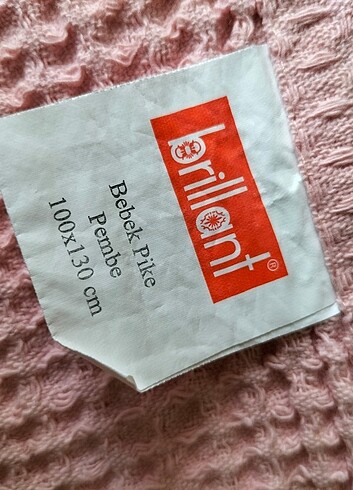 brillant®
Bebek Pike
Pembe
100x130 cm